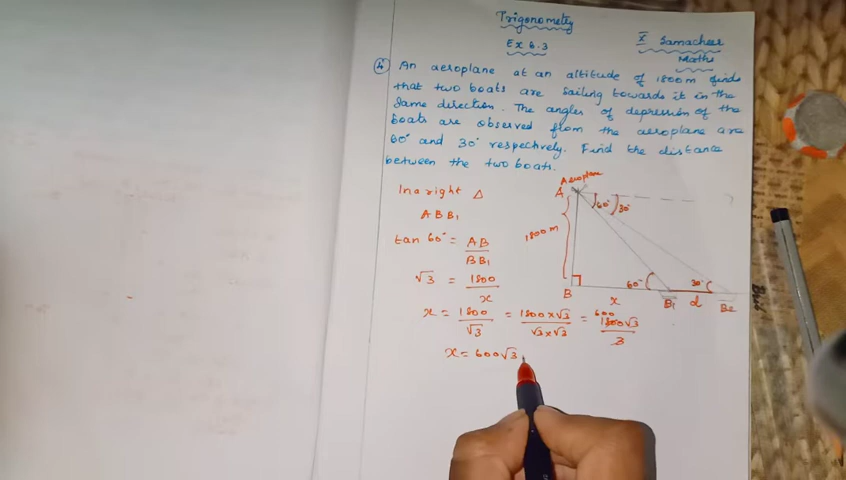 Trigonometry
Ex 6.3
X Samacheer
Maths
4 An aeroplane at an altitude of 1800m finds
that two boats are sailing towards it in the
same direction. The angles of depression of the
boats are observed from the aeroplane are
60° and 30° respectively. Find the distance
between the two boats.
In a right Δ
ABB1
tan 60° = AB/BB1
√3 = 1800/x
x = 1800/√3 = 1800×√3/√3×√3 = 600 1800√3/3
x = 600√3
Aeroplane
A
60° 30°
1800m
60° 30°
B x B1 d B2